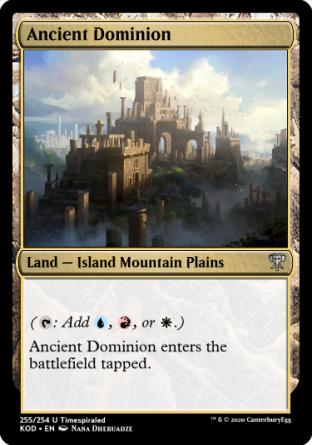 Ancient Dominion
Land — Island Mountain Plains
( : Add , , or .)
Ancient Dominion enters the
battlefield tapped.
255/254 U Timespiraled
KOD • EN Nana Dhebuadze
™ & © 2020 CanterburyEgg